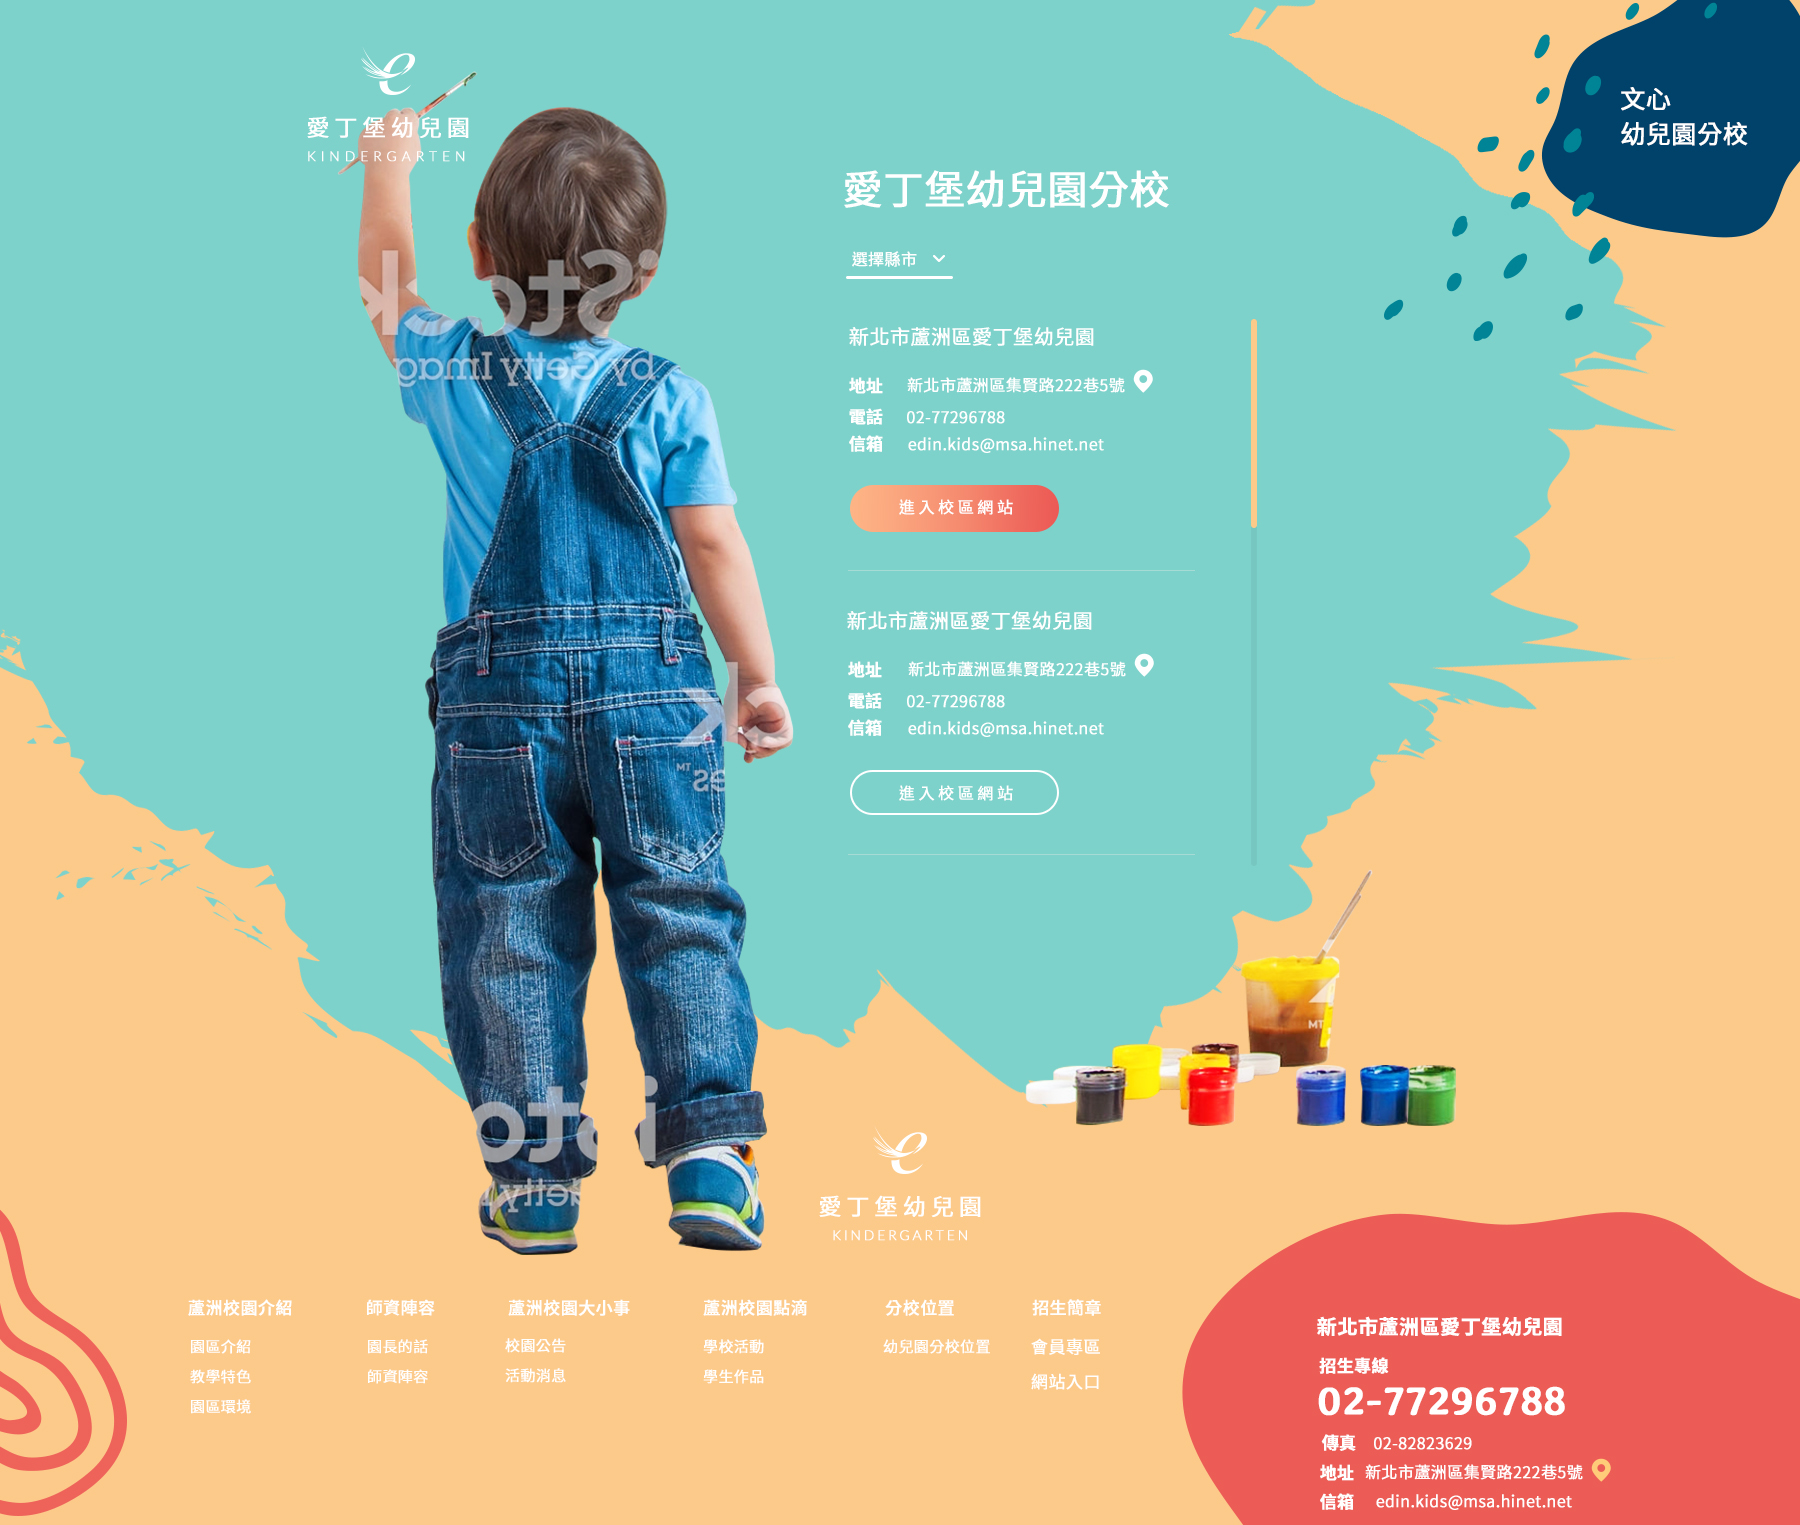 愛丁堡幼兒園
KINDERGARTEN
文心
幼兒園分校
愛丁堡幼兒園分校
選擇縣市
新北市蘆洲區愛丁堡幼兒園
地址 新北市蘆洲區集賢路222巷5號
電話 02-77296788
信箱 edin.kids@msa.hinet.net
進入校區網站
新北市蘆洲區愛丁堡幼兒園
地址 新北市蘆洲區集賢路222巷5號
電話 02-77296788
信箱 edin.kids@msa.hinet.net
進入校區網站
iStock
by Getty Imag
ck
es
TM
MT
isto
Getty
愛丁堡幼兒園
KINDERGARTEN
蘆洲校園介紹
園區介紹
教學特色
園區環境
師資陣容
園長的話
師資陣容
蘆洲校園大小事
校園公告
活動消息
蘆洲校園點滴
學校活動
學生作品
分校位置
幼兒園分校位置
招生簡章
會員專區
網站入口
新北市蘆洲區愛丁堡幼兒園
招生專線
02-77296788
傳真 02-82823629
地址 新北市蘆洲區集賢路222巷5號
信箱 edin.kids@msa.hinet.net